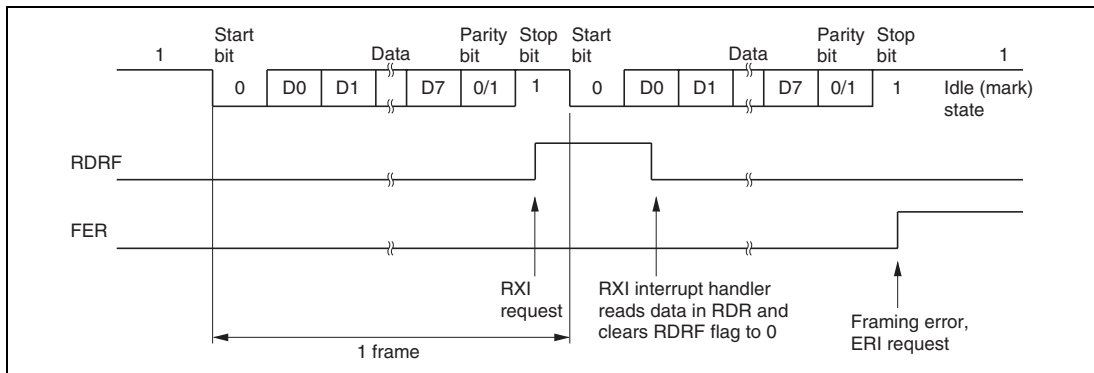 Start bit
Data
Parity bit
Stop bit
Start bit
Data
Parity bit
Stop bit
1
1
0 D0 D1 D7 0/1 1 0 D0 D1 D7 0/1 1
Idle (mark)
state
RDRF
FER
RXI
request
RXI interrupt handler
reads data in RDR and
clears RDRF flag to 0
Framing error,
ERI request
1 frame